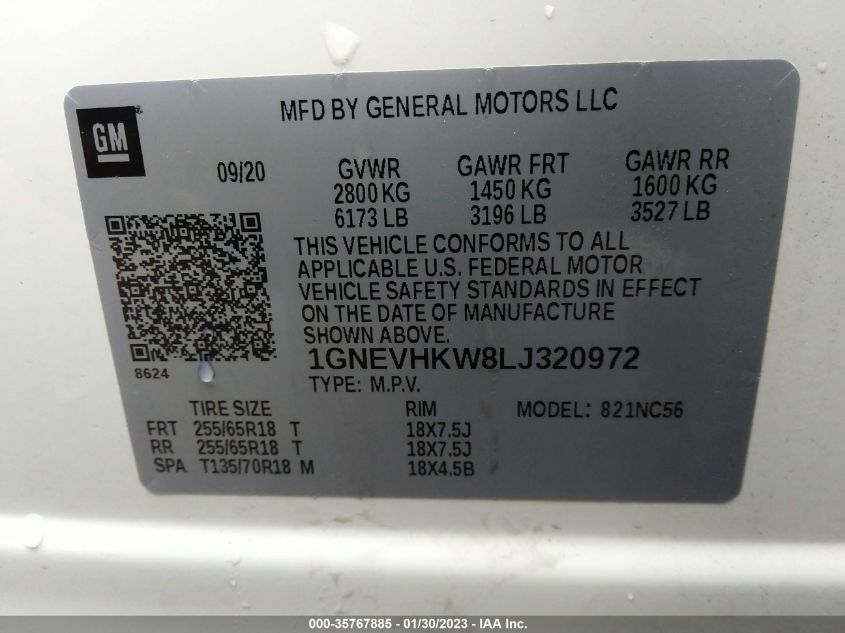 MFD BY GENERAL MOTORS LLC
GM
09/20 GVWR GAWR FRT GAWR RR
2800 KG 1450 KG 1600 KG
6173 LB 3196 LB 3527 LB
THIS VEHICLE CONFORMS TO ALL
APPLICABLE U.S. FEDERAL MOTOR
VEHICLE SAFETY STANDARDS IN EFFECT
ON THE DATE OF MANUFACTURE
SHOWN ABOVE.
1GNEVHKW8LJ320972
8624
TYPE: M.P.V.
TIRE SIZE RIM MODEL: 821NC56
FRT 255/65R18 T 18X7.5J
RR 255/65R18 T 18X7.5J
SPA T135/70R18 M 18X4.5B
000-35767885 - 01/30/2023 - IAA Inc.